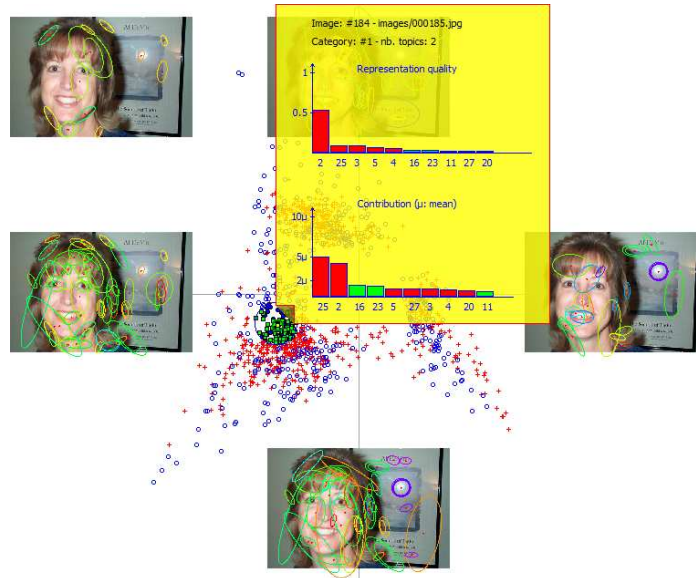 Image: #184 - images/000185.jpg
Category: #1 - nb. topics: 2
Representation quality
1
0.5
2 25 3 5 4 16 23 11 27 20
Contribution (μ: mean)
10μ
5μ
2μ
25 2 16 23 5 27 3 4 20 11